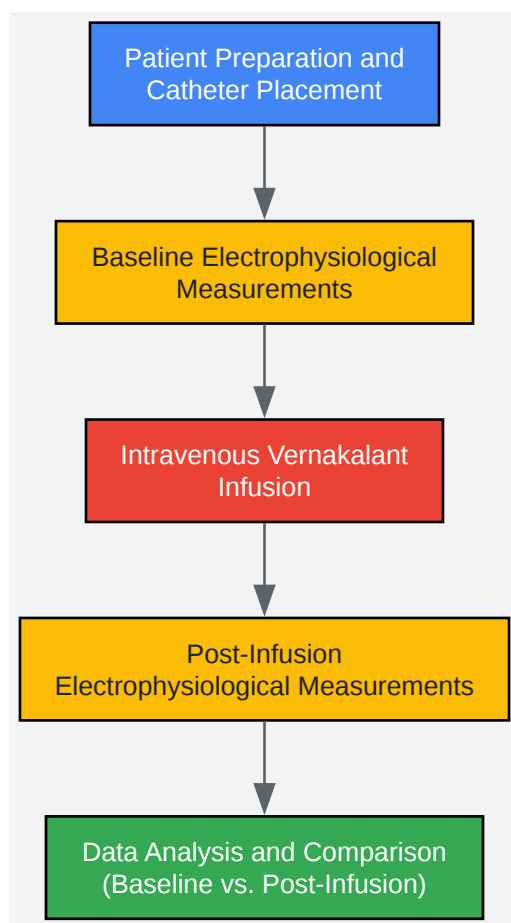 Patient Preparation and
Catheter Placement
Baseline Electrophysiological
Measurements
Intravenous Vernakalant
Infusion
Post-Infusion
Electrophysiological Measurements
Data Analysis and Comparison
(Baseline vs. Post-Infusion)